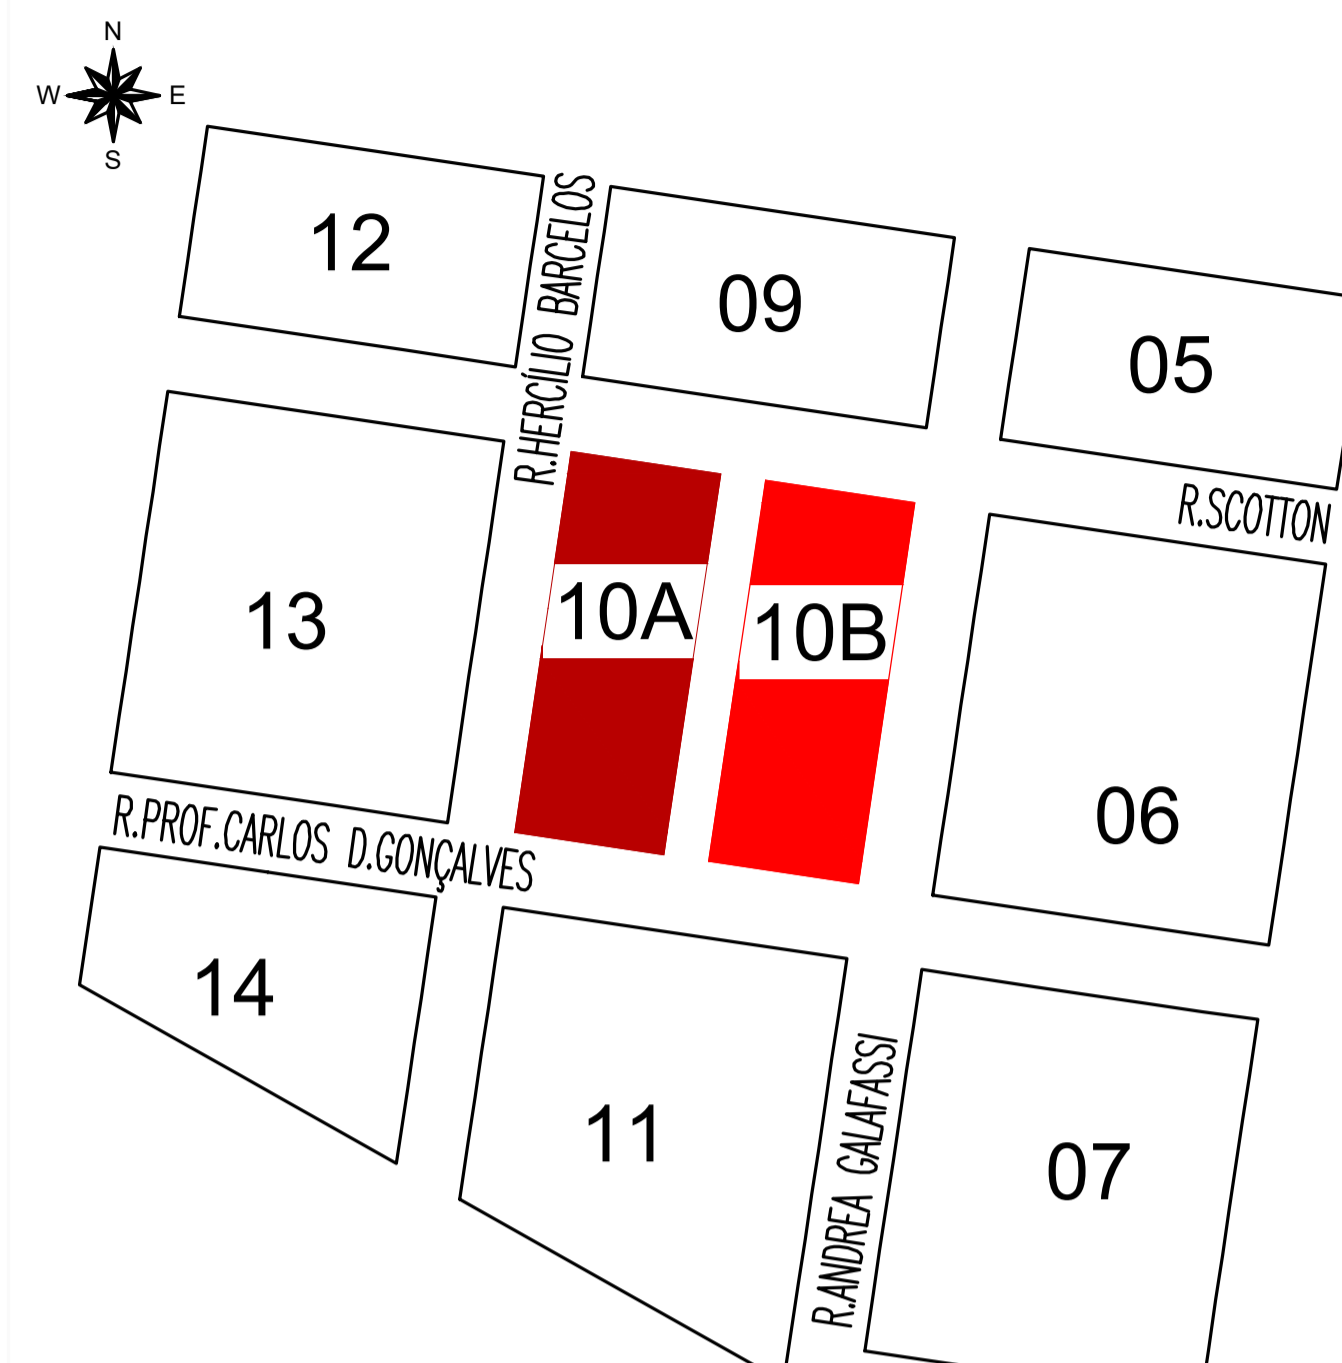 N
W E
S
12
R.HERCÍLIO BARCELOS
09
05
R.SCOTTON
13
10A
10B
06
R.PROF.CARLOS D.GONÇALVES
14
11
R.ANDREA GALAFASSI
07